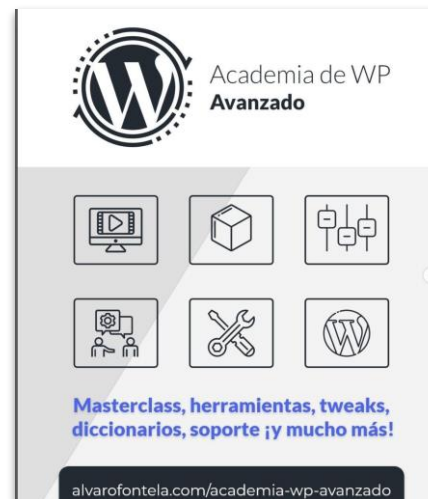 Academia de WP
Avanzado
Masterclass, herramientas, tweaks,
diccionarios, soporte ¡y mucho más!
alvarofontela.com/academia-wp-avanzado